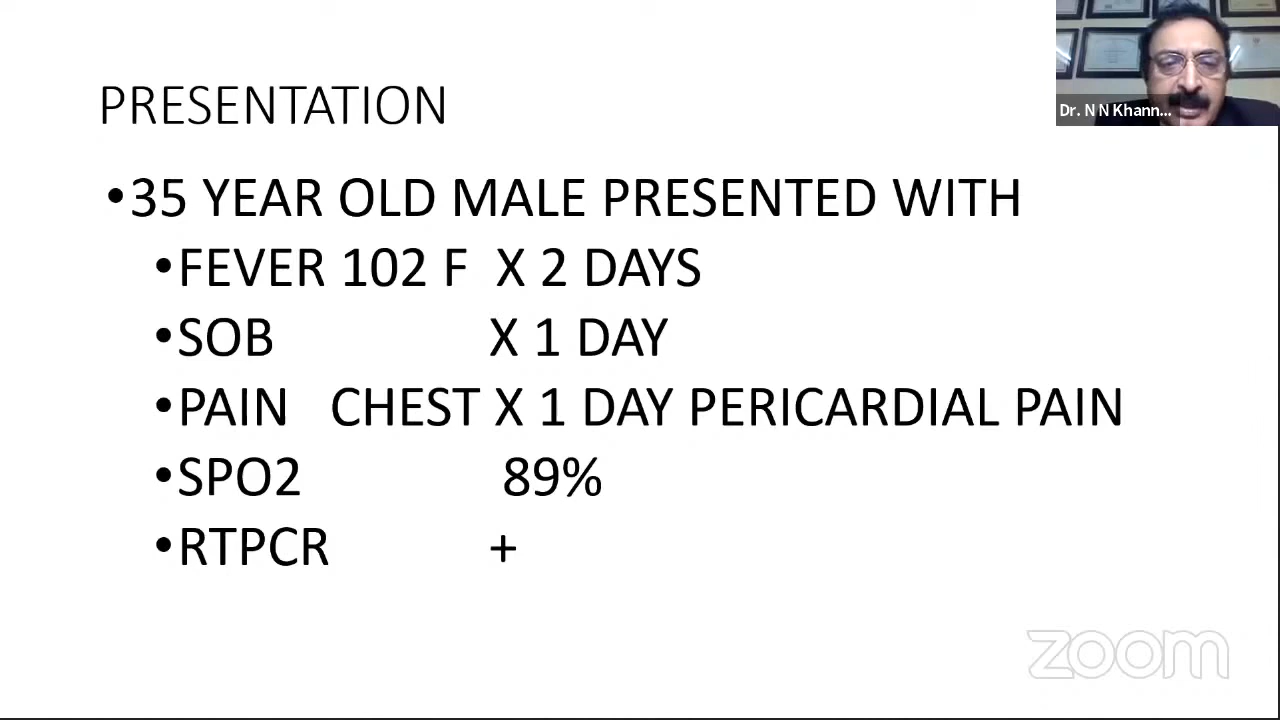 PRESENTATION
Dr. N N Khann...
•35 YEAR OLD MALE PRESENTED WITH
•FEVER 102 F X 2 DAYS
•SOB X 1 DAY
•PAIN CHEST X 1 DAY PERICARDIAL PAIN
•SPO2 89%
•RTPCR +
zoom